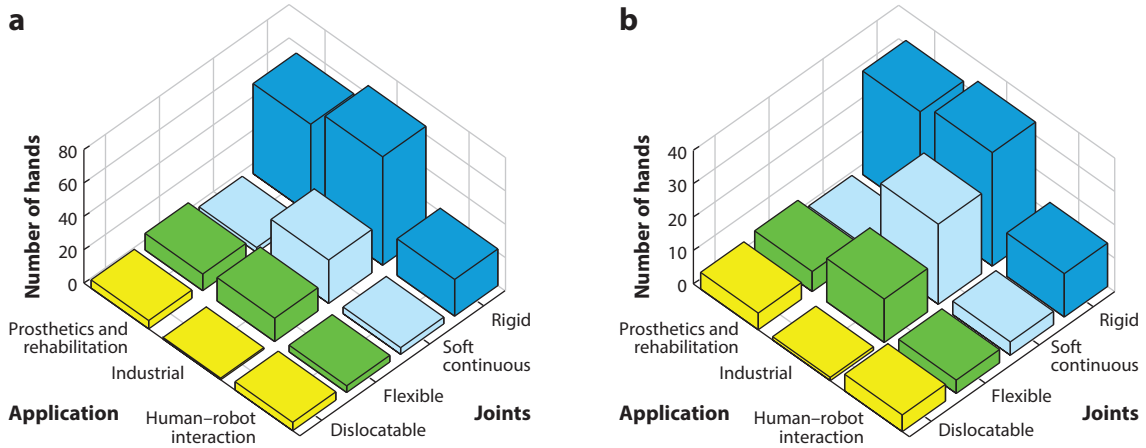 a
Number of hands
80
60
40
20
0
Prosthetics and
rehabilitation
Industrial
Human–robot
interaction
Application
Rigid
Soft
continuous
Flexible
Dislocatable
Joints
b
Number of hands
40
30
20
10
0
Prosthetics and
rehabilitation
Industrial
Human–robot
interaction
Application
Rigid
Soft
continuous
Flexible
Dislocatable
Joints